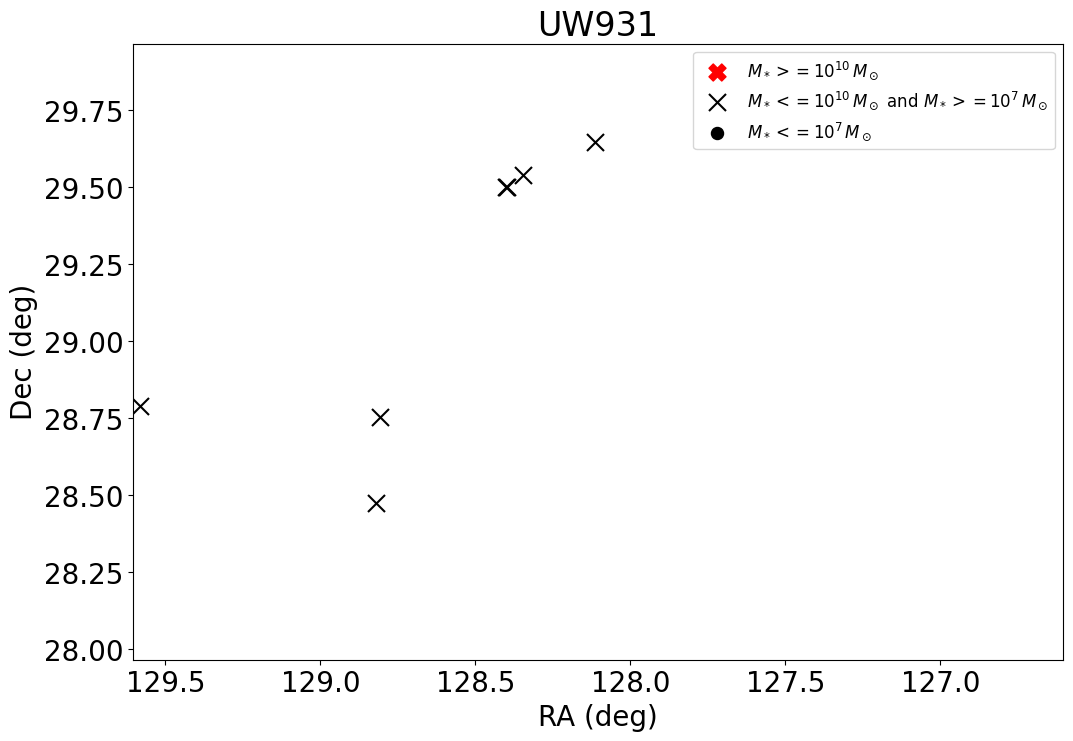 UW931
M* >= 10^10 M⊙
M* <= 10^10 M⊙ and M* >= 10^7 M⊙
M* <= 10^7 M⊙
29.75
29.50
29.25
29.00
28.75
28.50
28.25
28.00
Dec (deg)
129.5 129.0 128.5 128.0 127.5 127.0
RA (deg)